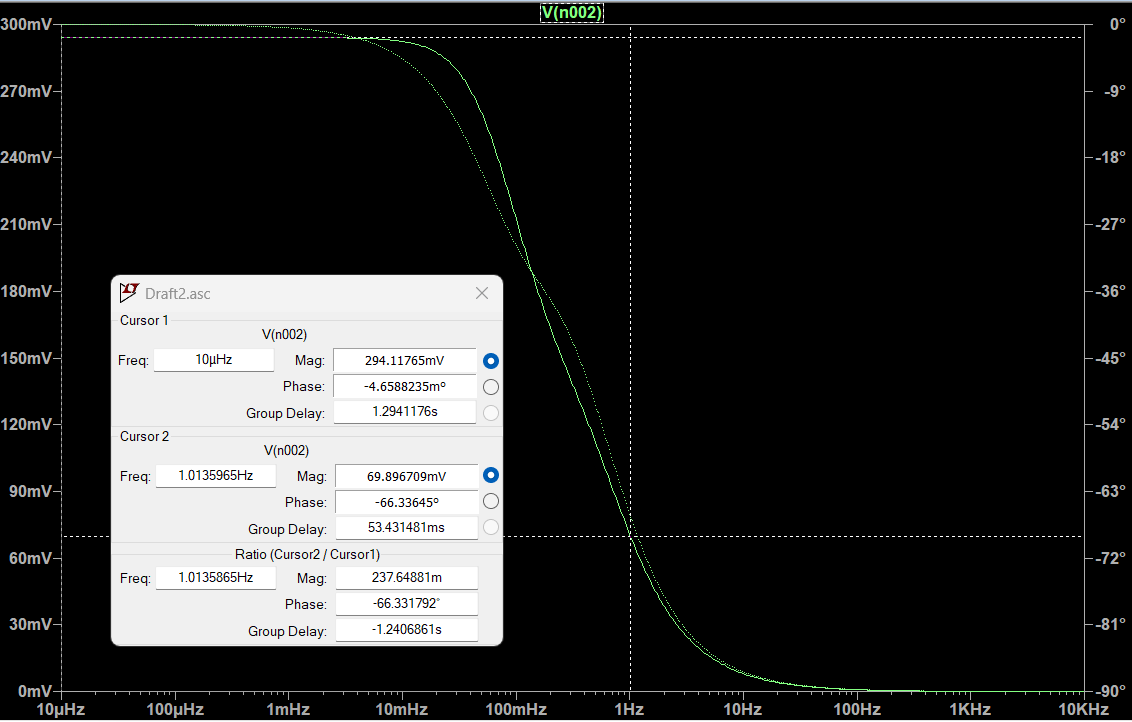 V(n002)
300mV
270mV
240mV
210mV
180mV
150mV
120mV
90mV
60mV
30mV
0mV
0°
-9°
-18°
-27°
-36°
-45°
-54°
-63°
-72°
-81°
-90°
10µHz 100µHz 1mHz 10mHz 100mHz 1Hz 10Hz 100Hz 1KHz 10KHz
Draft2.asc
Cursor 1
V(n002)
Freq: 10µHz Mag: 294.11765mV
Phase: -4.6588235m°
Group Delay: 1.2941176s
Cursor 2
V(n002)
Freq: 1.0135965Hz Mag: 69.896709mV
Phase: -66.33645°
Group Delay: 53.431481ms
Ratio (Cursor2 / Cursor1)
Freq: 1.0135865Hz Mag: 237.64881m
Phase: -66.331792°
Group Delay: -1.2406861s